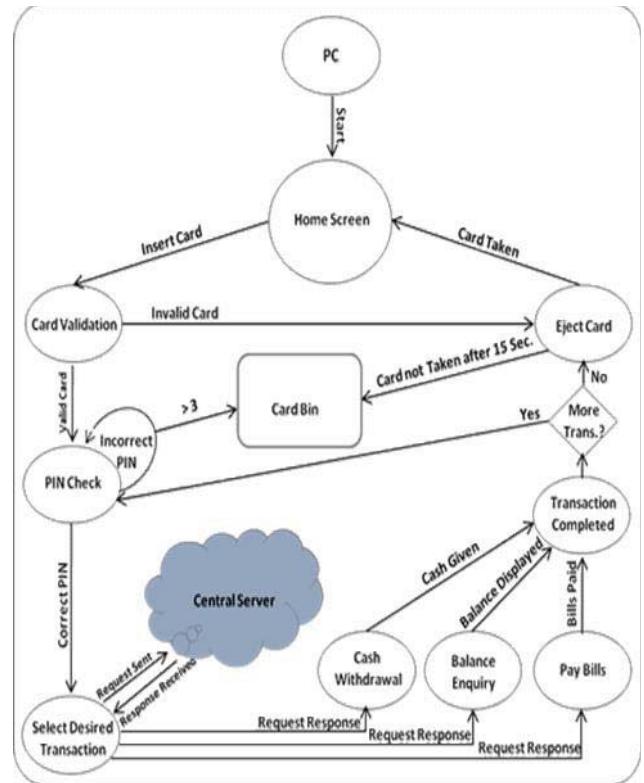 PC
Start
Home Screen
Insert Card
Card Taken
Card Validation
Invalid Card
Eject Card
Valid Card
> 3
Card Bin
Card not Taken after 15 Sec.
No
Incorrect
PIN
Yes
More
Trans.?
PIN Check
Transaction
Completed
Correct PIN
Central Server
Cash Given
Balance Displayed
Bills Paid
Request Sent
Response Received
Cash
Withdrawal
Balance
Enquiry
Pay Bills
Select Desired
Transaction
Request Response
Request Response
Request Response